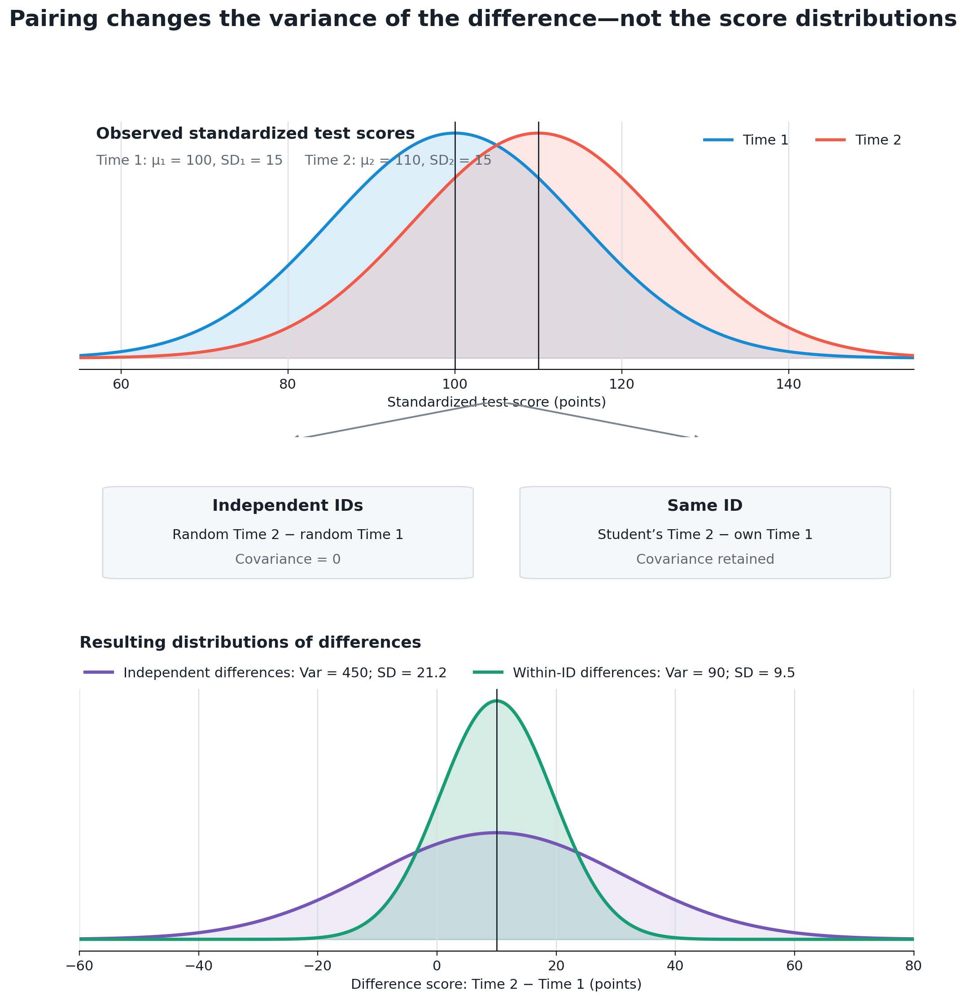 Pairing changes the variance of the difference—not the score distributions
Observed standardized test scores
Time 1: μ₁ = 100, SD₁ = 15 Time 2: μ₂ = 110, SD₂ = 15
Time 1 Time 2
60 80 100 120 140
Standardized test score (points)
Independent IDs
Random Time 2 − random Time 1
Covariance = 0
Same ID
Student’s Time 2 − own Time 1
Covariance retained
Resulting distributions of differences
Independent differences: Var = 450; SD = 21.2 Within-ID differences: Var = 90; SD = 9.5
−60 −40 −20 0 20 40 60 80
Difference score: Time 2 − Time 1 (points)